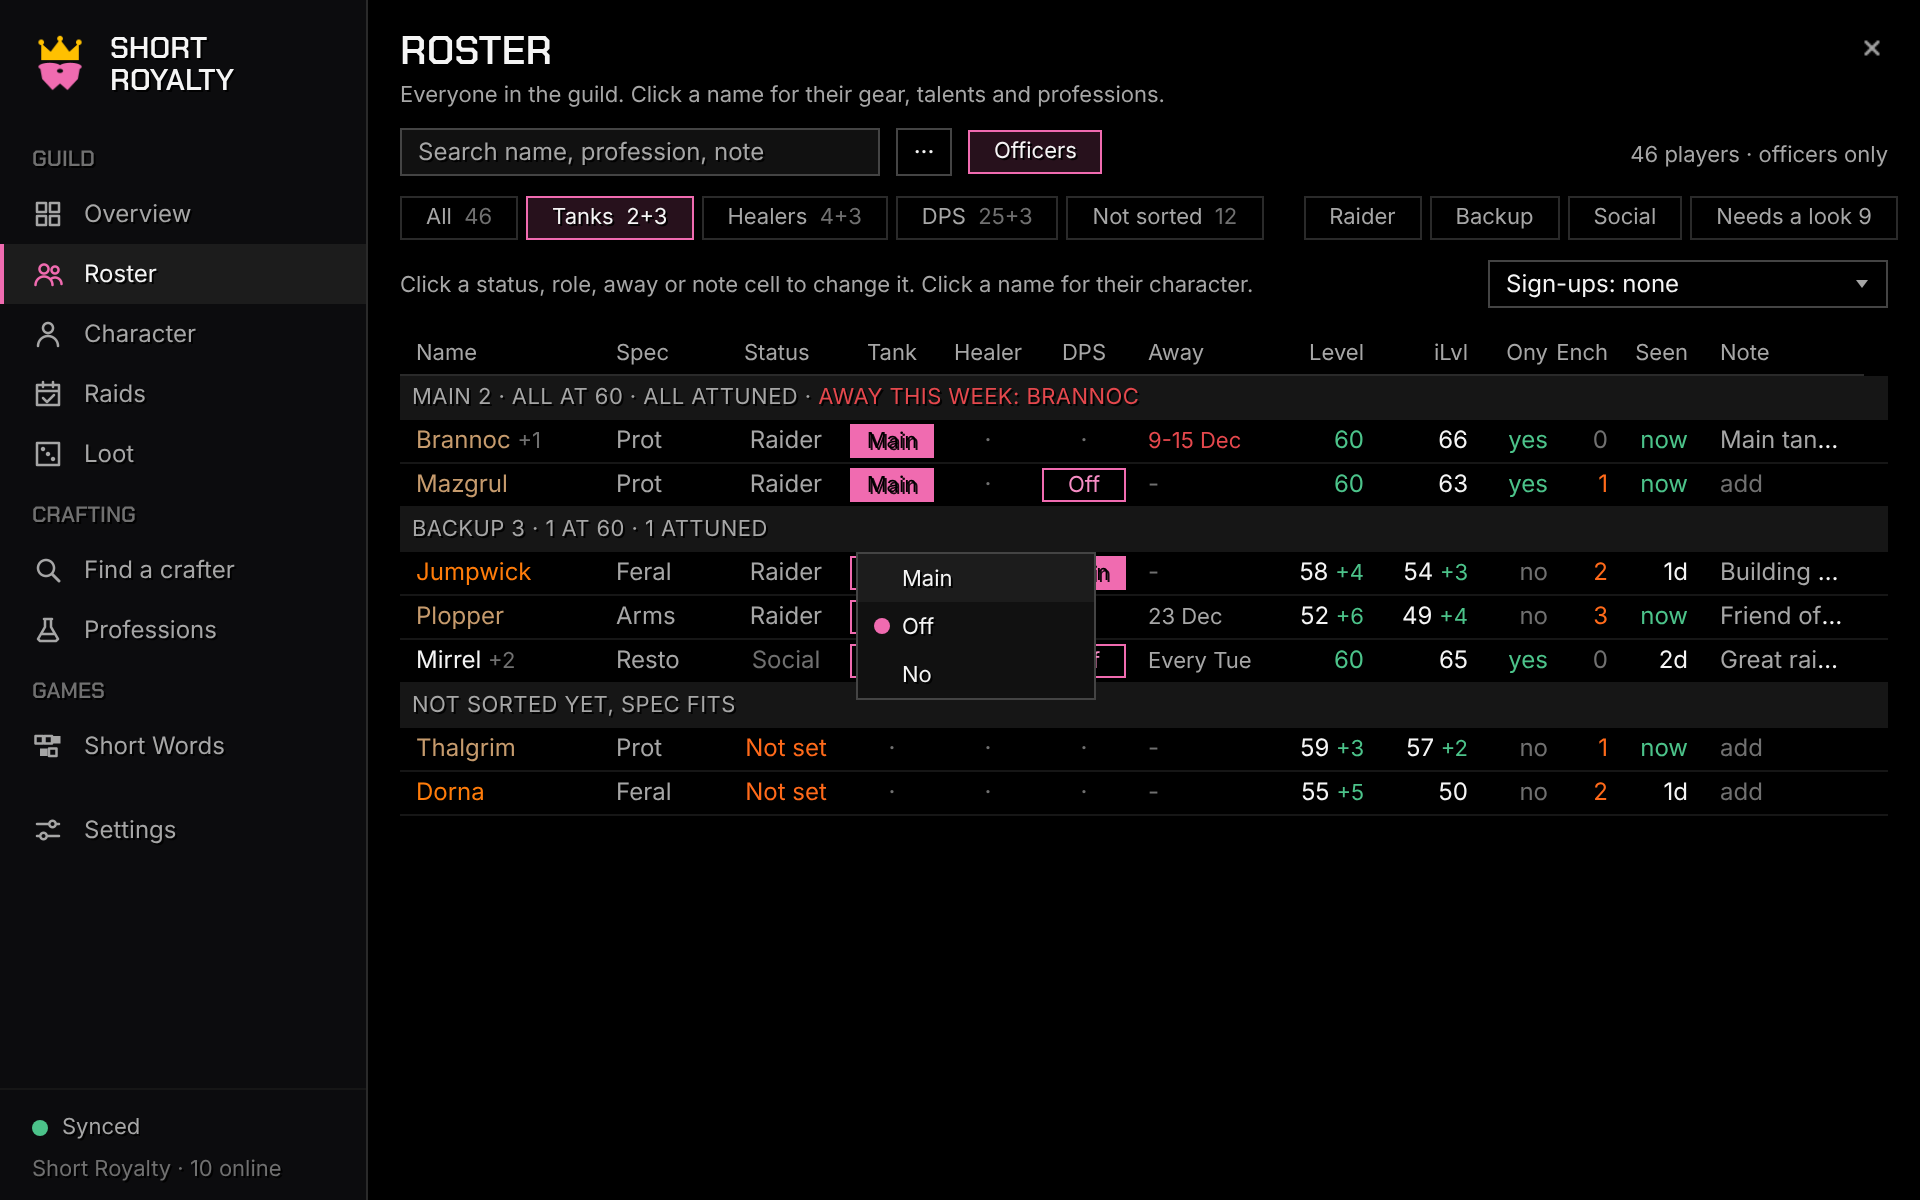 SHORT
ROYALTY
GUILD
Overview
Roster
Character
Raids
Loot
CRAFTING
Find a crafter
Professions
GAMES
Short Words
Settings
Synced
Short Royalty · 10 online
ROSTER
Everyone in the guild. Click a name for their gear, talents and professions.
Search name, profession, note ... Officers 46 players · officers only
All 46 Tanks 2+3 Healers 4+3 DPS 25+3 Not sorted 12 Raider Backup Social Needs a look 9
Click a status, role, away or note cell to change it. Click a name for their character. Sign-ups: none
Name Spec Status Tank Healer DPS Away Level iLvl Ony Ench Seen Note
MAIN 2 · ALL AT 60 · ALL ATTUNED · AWAY THIS WEEK: BRANNOC
Brannoc +1 Prot Raider Main · · 9-15 Dec 60 66 yes 0 now Main tan...
Mazgrul Prot Raider Main · Off - 60 63 yes 1 now add
BACKUP 3 · 1 AT 60 · 1 ATTUNED
Jumpwick Feral Raider - 58 +4 54 +3 no 2 1d Building ...
Plopper Arms Raider 23 Dec 52 +6 49 +4 no 3 now Friend of...
Mirrel +2 Resto Social Every Tue 60 65 yes 0 2d Great rai...
Main
Off
No
NOT SORTED YET, SPEC FITS
Thalgrim Prot Not set · · · - 59 +3 57 +2 no 1 now add
Dorna Feral Not set · · · - 55 +5 50 no 2 1d add